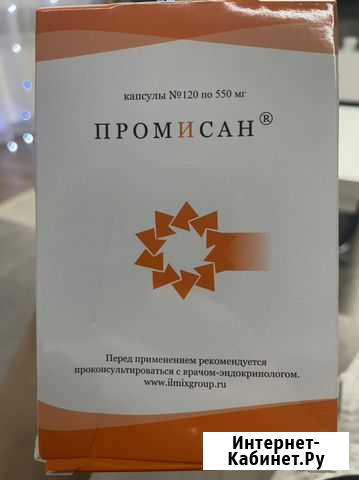 капсулы №120 по 550 мг
ПРОМИСАН®
Перед применением рекомендуется
проконсультироваться с врачом-эндокринологом.
www.ilmixgroup.ru
Интернет-
Кабинет.Ру